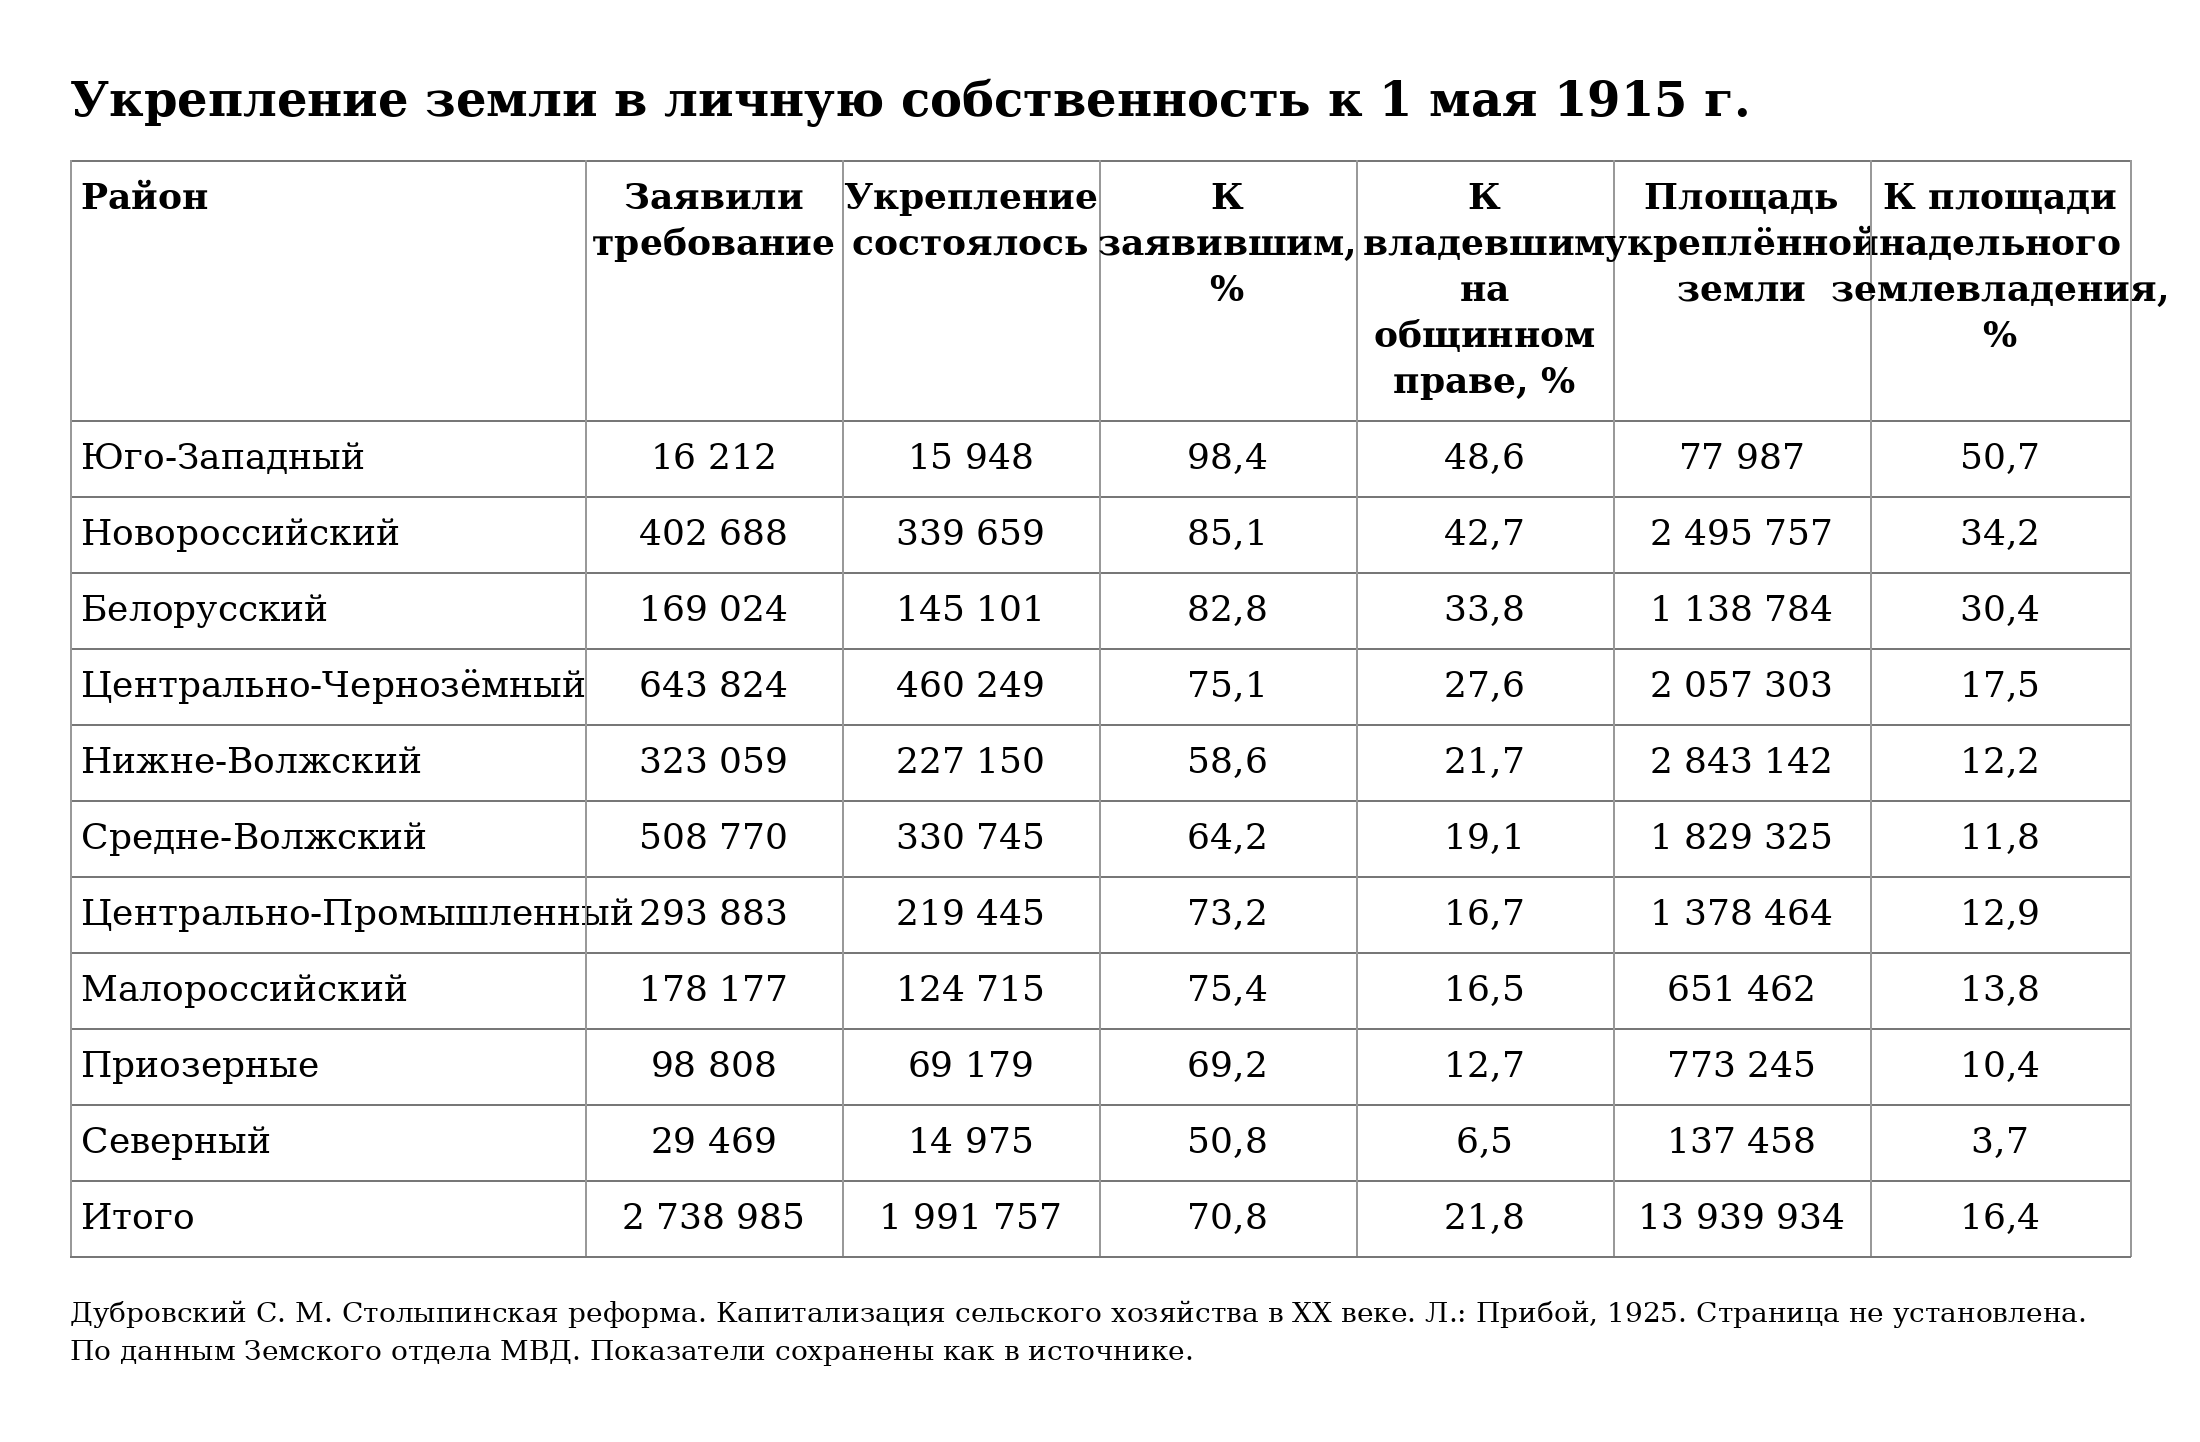 Укрепление земли в личную собственность к 1 мая 1915 г.
Район Заявили требование Укрепление состоялось К заявившим, % К владевшим на общинном праве, % Площадь укреплённой земли К площади надельного землевладения, %
Юго-Западный 16 212 15 948 98,4 48,6 77 987 50,7
Новороссийский 402 688 339 659 85,1 42,7 2 495 757 34,2
Белорусский 169 024 145 101 82,8 33,8 1 138 784 30,4
Центрально-Чернозёмный 643 824 460 249 75,1 27,6 2 057 303 17,5
Нижне-Волжский 323 059 227 150 58,6 21,7 2 843 142 12,2
Средне-Волжский 508 770 330 745 64,2 19,1 1 829 325 11,8
Центрально-Промышленный 293 883 219 445 73,2 16,7 1 378 464 12,9
Малороссийский 178 177 124 715 75,4 16,5 651 462 13,8
Приозерные 98 808 69 179 69,2 12,7 773 245 10,4
Северный 29 469 14 975 50,8 6,5 137 458 3,7
Итого 2 738 985 1 991 757 70,8 21,8 13 939 934 16,4
Дубровский С. М. Столыпинская реформа. Капитализация сельского хозяйства в XX веке. Л.: Прибой, 1925. Страница не установлена.
По данным Земского отдела МВД. Показатели сохранены как в источнике.